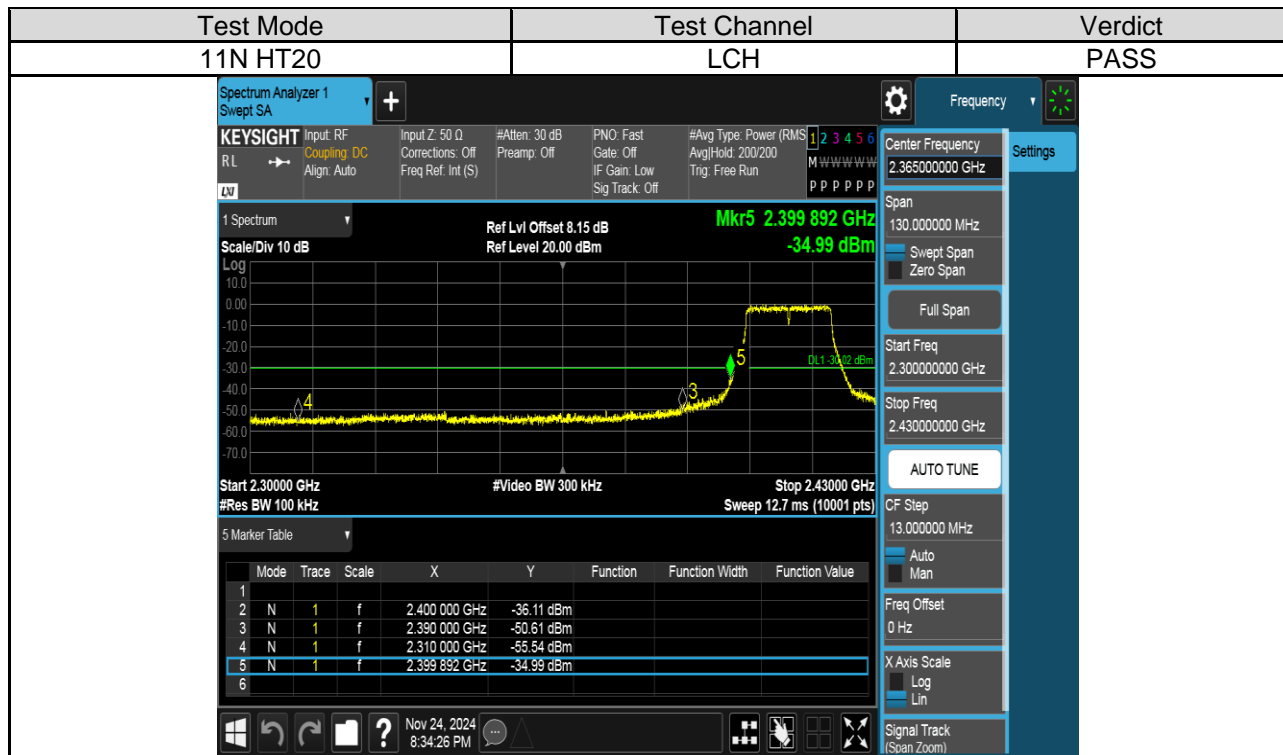 Test Mode Test Channel Verdict
11N HT20 LCH PASS
Spectrum Analyzer 1
Swept SA
+
Frequency
KEYSIGHT Input: RF Input Z: 50 Ω #Atten: 30 dB PNO: Fast #Avg Type: Power (RMS 1 2 3 4 5 6
RL Coupling: DC Corrections: Off Preamp: Off Gate: Off Avg|Hold: 200/200 M W W W W W
Align: Auto Freq Ref: Int (S) IF Gain: Low Trig: Free Run
LXI Sig Track: Off P P P P P P
Center Frequency
2.365000000 GHz
Settings
1 Spectrum
Ref Lvl Offset 8.15 dB Mkr5 2.399 892 GHz
Scale/Div 10 dB Ref Level 20.00 dBm -34.99 dBm
Log
10.0
0.00
-10.0
-20.0
-30.0
-40.0
-50.0
-60.0
-70.0
5
DL1 -30.02 dBm
3
4
Start 2.30000 GHz #Video BW 300 kHz Stop 2.43000 GHz
#Res BW 100 kHz Sweep 12.7 ms (10001 pts)
Span
130.000000 MHz
Swept Span
Zero Span
Full Span
Start Freq
2.300000000 GHz
Stop Freq
2.430000000 GHz
AUTO TUNE
CF Step
13.000000 MHz
Auto
Man
Freq Offset
0 Hz
X Axis Scale
Log
Lin
Signal Track
(Span Zoom)
5 Marker Table
Mode Trace Scale X Y Function Function Width Function Value
1
2 N 1 f 2.400 000 GHz -36.11 dBm
3 N 1 f 2.390 000 GHz -50.61 dBm
4 N 1 f 2.310 000 GHz -55.54 dBm
5 N 1 f 2.399 892 GHz -34.99 dBm
6
? Nov 24, 2024
8:34:26 PM